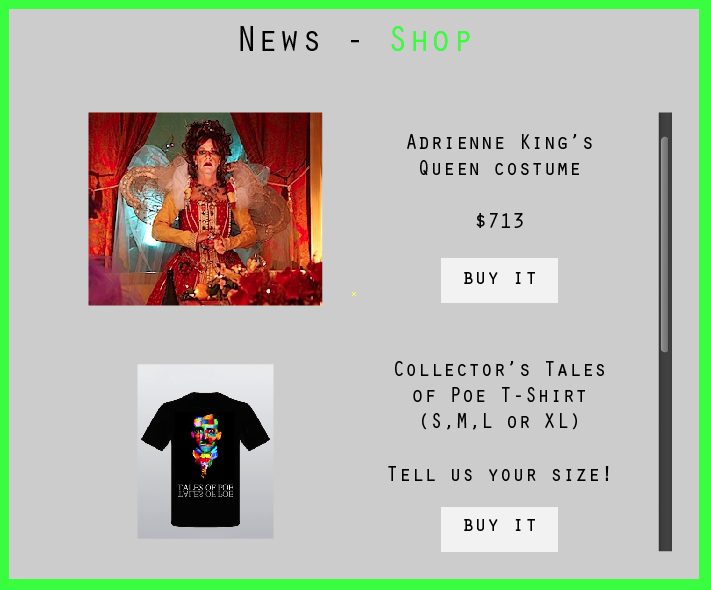 News - Shop
Adrienne King's
Queen costume
$713
BUY IT
Collector's Tales
of Poe T-Shirt
(S,M,L or XL)
Tell us your size!
BUY IT
TALES OF POE